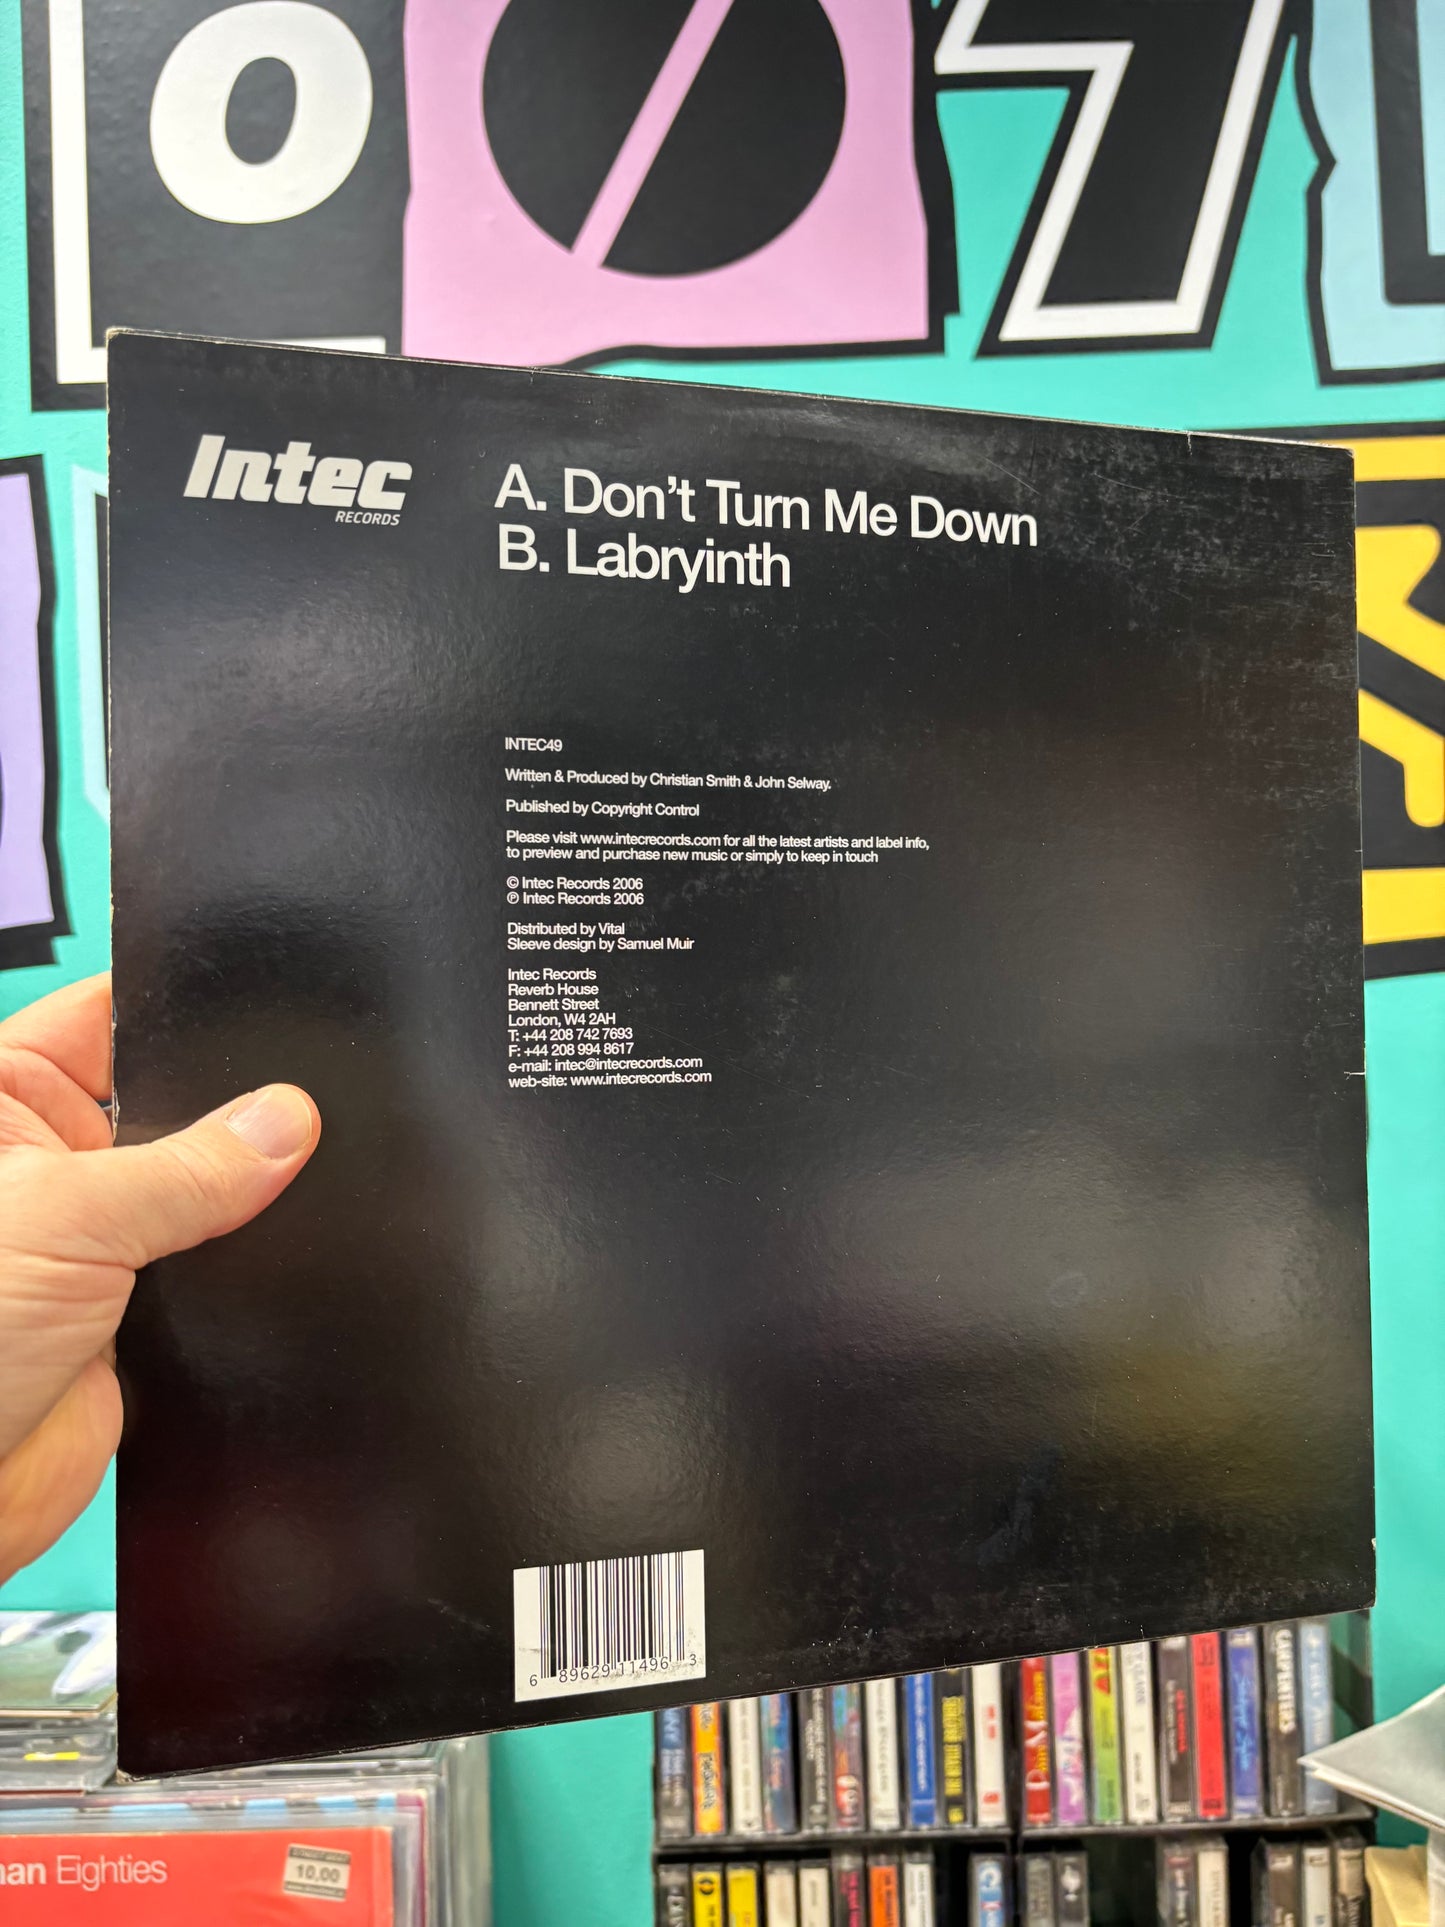 Intec
RECORDS
A. Don't Turn Me Down
B. Labryinth
INTEC49
Written & Produced by Christian Smith & John Selway.
Published by Copyright Control
Please visit www.intecrecords.com for all the latest artists and label info,
to preview and purchase new music or simply to keep in touch
© Intec Records 2006
℗ Intec Records 2006
Distributed by Vital
Sleeve design by Samuel Muir
Intec Records
Reverb House
Bennett Street
London, W4 2AH
T: +44 208 742 7693
F: +44 208 994 8617
e-mail: intec@intecrecords.com
web-site: www.intecrecords.com
6 89629 11496 3
CARPENTERS
Eighties
10.00